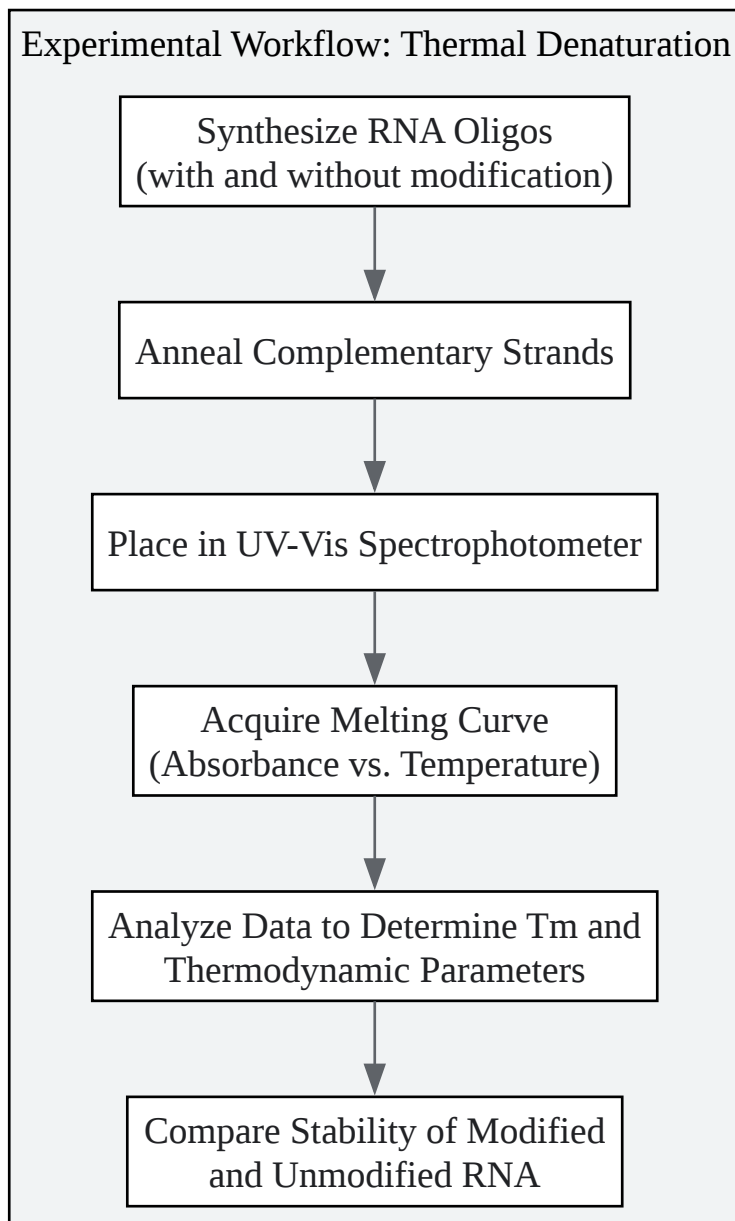 Experimental Workflow: Thermal Denaturation
Synthesize RNA Oligos
(with and without modification)
Anneal Complementary Strands
Place in UV-Vis Spectrophotometer
Acquire Melting Curve
(Absorbance vs. Temperature)
Analyze Data to Determine Tm and
Thermodynamic Parameters
Compare Stability of Modified
and Unmodified RNA